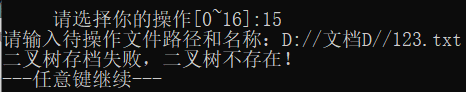 请选择你的操作[0~16]:15
请输入待操作文件路径和名称：D://文档D//123.txt
二叉树存档失败，二叉树不存在！
---任意键继续---